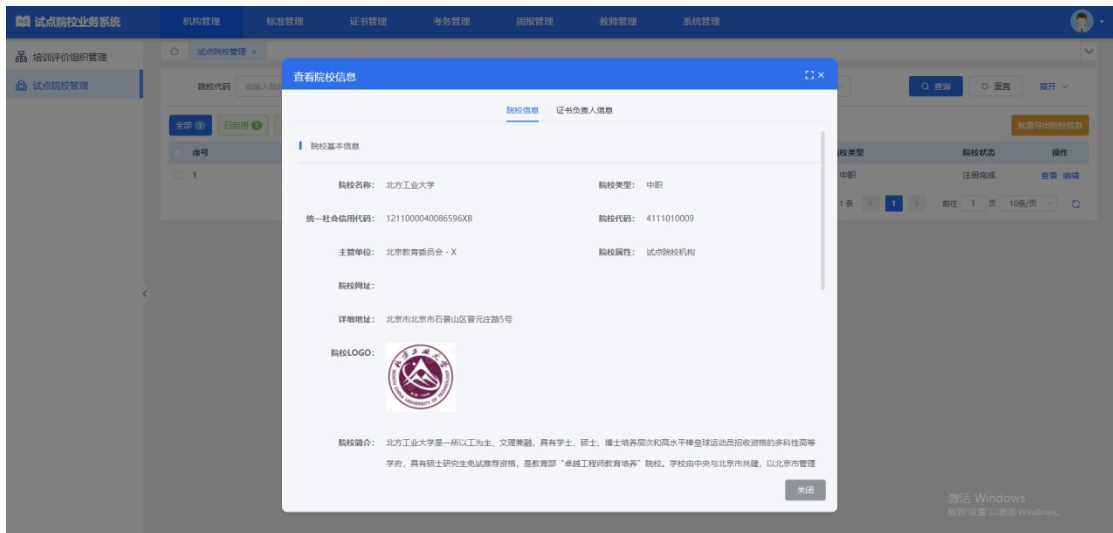 试点院校业务系统 机构管理 标准管理 证书管理 考务管理 周报管理 教师管理 系统管理
培训评价组织管理
试点院校管理
试点院校管理 ×
院校代码 查询 重置 展开
全部 1 已启用 1 批量导出院校信息
序号 院校类型 院校状态 操作
1 中职 注册完成 查看 编辑
1 条 < 1 > 前往 1 页 10条/页
查看院校信息
院校信息 证书负责人信息
院校基本信息
院校名称: 北方工业大学 院校类型: 中职
统一社会信用代码: 1211000040086596XB 院校代码: 4111010009
主管单位: 北京教育委员会 - X 院校属性: 试点院校机构
院校网址:
详细地址: 北京市北京市石景山区晋元庄路5号
院校LOGO:
院校简介: 北方工业大学是一所以工为主、文理兼融，具有学士、硕士、博士培养层次和高水平棒垒球运动员招收资格的多科性高等
学府，具有硕士研究生免试推荐资格，是教育部“卓越工程师教育培养”院校。学校由中央与北京市共建，以北京市管理
关闭
激活 Windows
转到"设置"以激活 Windows。